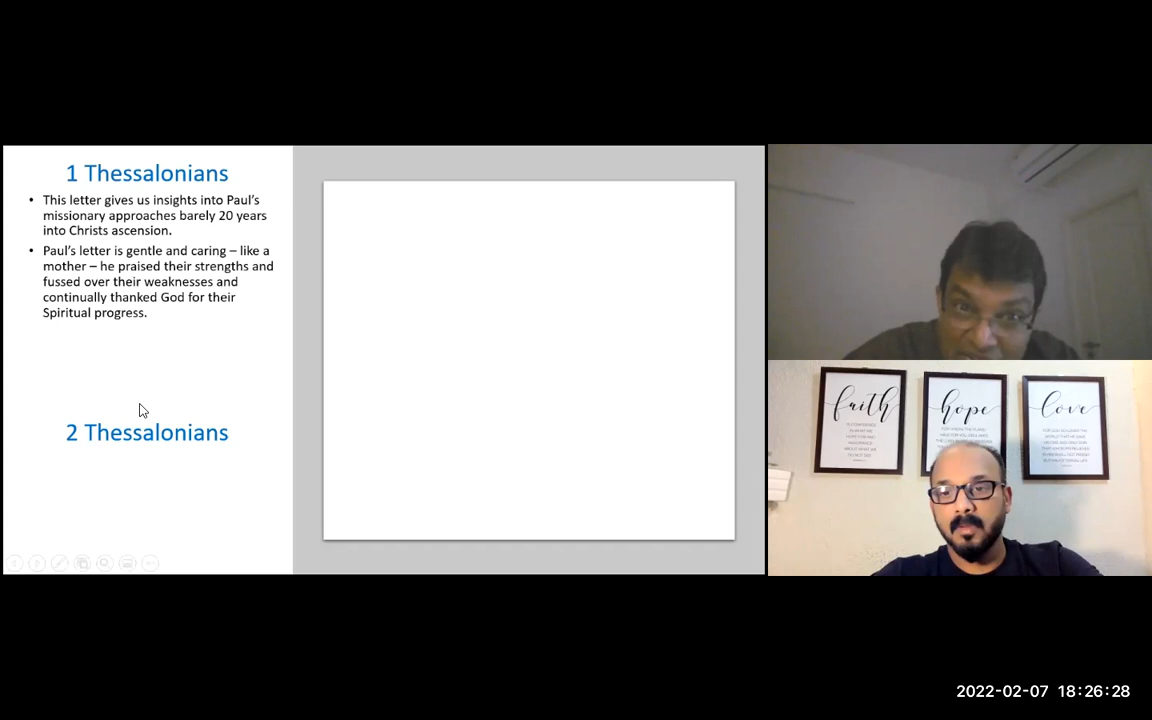 1 Thessalonians
• This letter gives us insights into Paul's
missionary approaches barely 20 years
into Christs ascension.
• Paul's letter is gentle and caring – like a
mother – he praised their strengths and
fussed over their weaknesses and
continually thanked God for their
Spiritual progress.
2 Thessalonians
faith
hope
love
2022-02-07 18:26:28